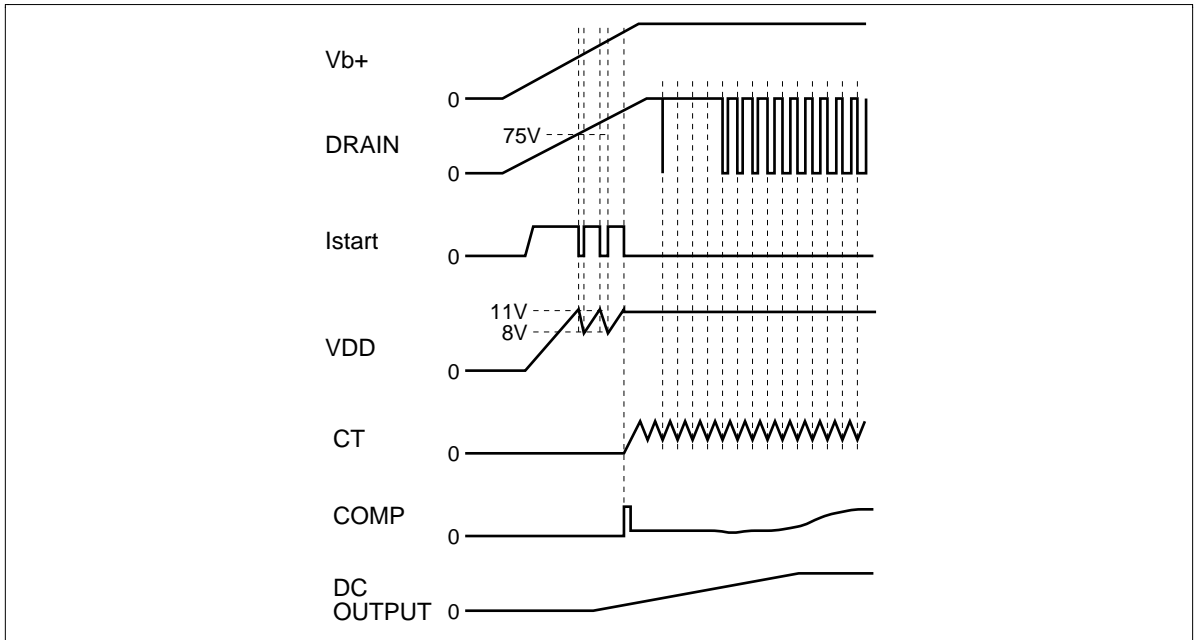 Vb+
0
DRAIN
75V
0
Istart
0
11V
8V
VDD
0
CT
0
COMP
0
DC
OUTPUT 0